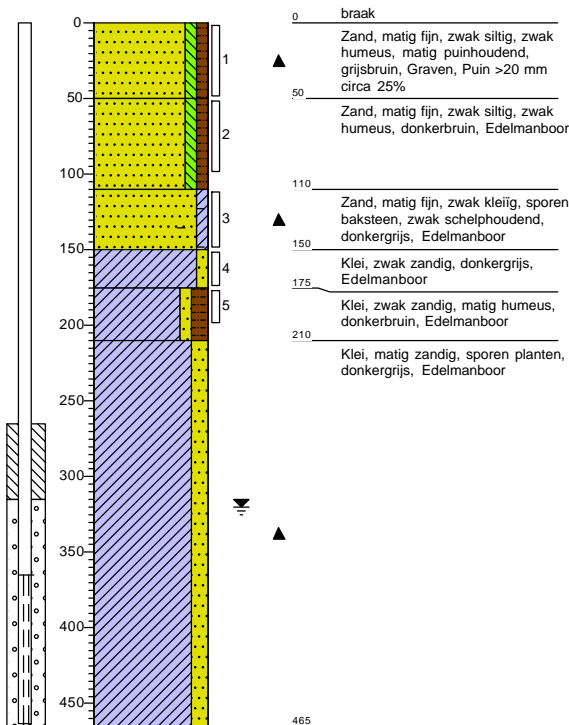 0
braak
Zand, matig fijn, zwak siltig, zwak
humeus, matig puinhoudend,
grijsbruin, Graven, Puin >20 mm
circa 25%
50
Zand, matig fijn, zwak siltig, zwak
humeus, donkerbruin, Edelmanboor
110
Zand, matig fijn, zwak kleiïg, sporen
baksteen, zwak schelphoudend,
donkergrijs, Edelmanboor
150
Klei, zwak zandig, donkergrijs,
Edelmanboor
175
Klei, zwak zandig, matig humeus,
donkerbruin, Edelmanboor
210
Klei, matig zandig, sporen planten,
donkergrijs, Edelmanboor
465
0
50
100
150
200
250
300
350
400
450
1
2
3
4
5